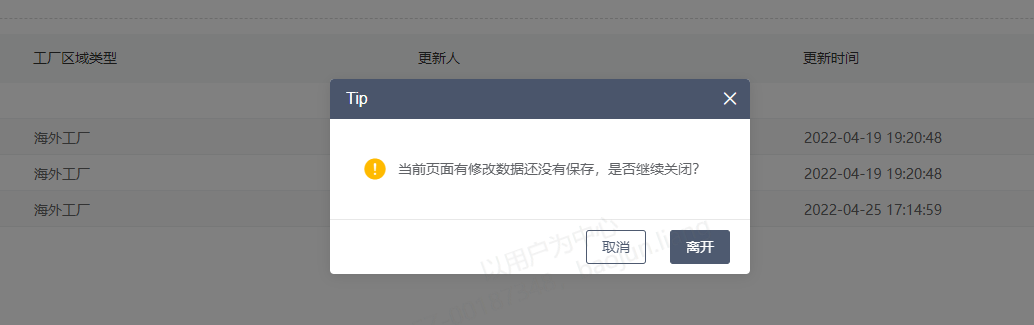 工厂区域类型 更新人 更新时间
Tip
海外工厂 2022-04-19 19:20:48
当前页面有修改数据还没有保存，是否继续关闭？
海外工厂 2022-04-19 19:20:48
海外工厂 2022-04-25 17:14:59
以用户为中心
取消 离开
haojun.liang